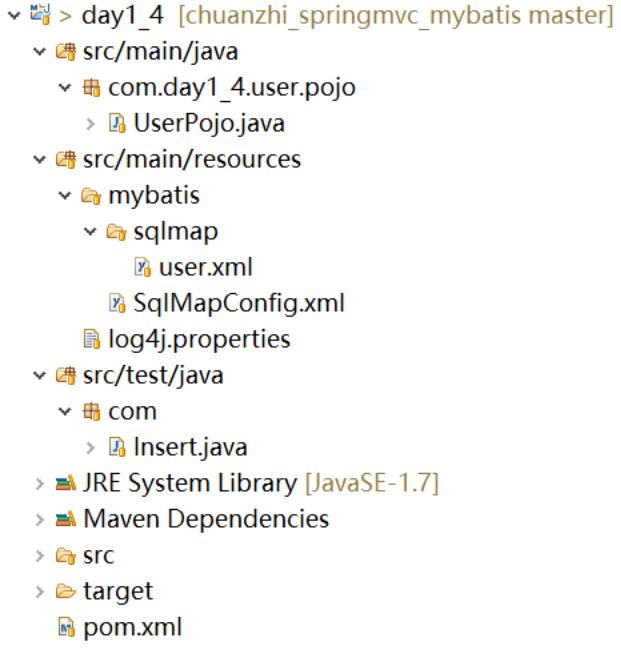 > day1_4 [chuanzhi_springmvc_mybatis master]
src/main/java
com.day1_4.user.pojo
UserPojo.java
src/main/resources
mybatis
sqlmap
user.xml
SqlMapConfig.xml
log4j.properties
src/test/java
com
Insert.java
JRE System Library [JavaSE-1.7]
Maven Dependencies
src
target
pom.xml